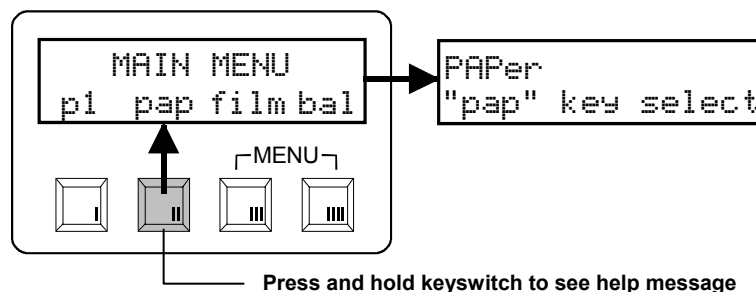 MAIN MENU
p1 pap film bal
PAPer
"pap" key select
MENU
I II III IIII
Press and hold keyswitch to see help message